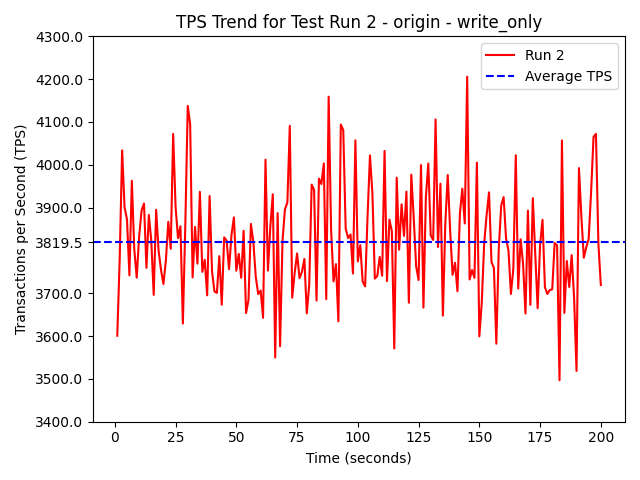 TPS Trend for Test Run 2 - origin - write_only
Run 2
Average TPS
Transactions per Second (TPS)
4300.0
4200.0
4100.0
4000.0
3900.0
3819.5
3700.0
3600.0
3500.0
3400.0
0 25 50 75 100 125 150 175 200
Time (seconds)